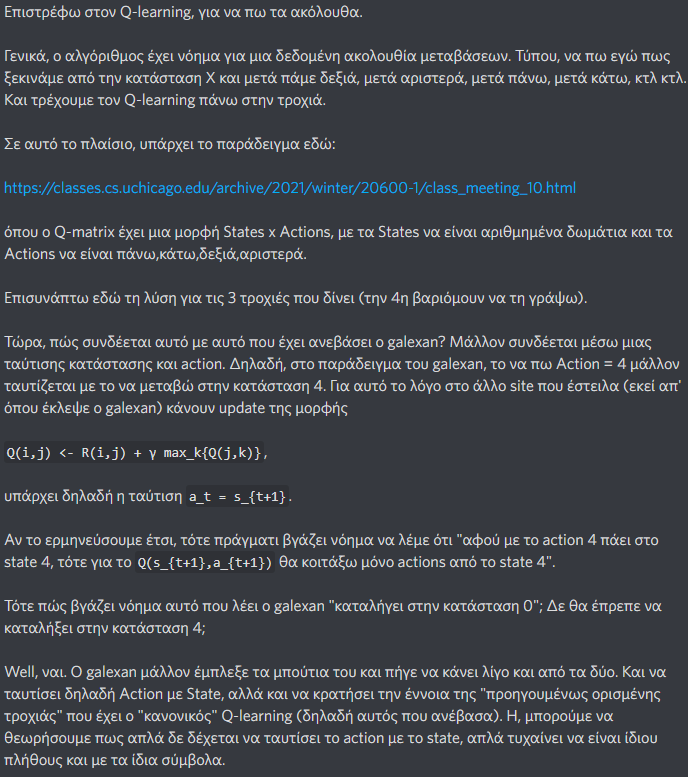 Επιστρέφω στον Q-learning, για να πω τα ακόλουθα.
Γενικά, ο αλγόριθμος έχει νόημα για μια δεδομένη ακολουθία μεταβάσεων. Τύπου, να πω εγώ πως
ξεκινάμε από την κατάσταση Χ και μετά πάμε δεξιά, μετά αριστερά, μετά πάνω, μετά κάτω, κτλ κτλ.
Και τρέχουμε τον Q-learning πάνω στην τροχιά.
Σε αυτό το πλαίσιο, υπάρχει το παράδειγμα εδώ:
https://classes.cs.uchicago.edu/archive/2021/winter/20600-1/class_meeting_10.html
όπου ο Q-matrix έχει μια μορφή States x Actions, με τα States να είναι αριθμημένα δωμάτια και τα
Actions να είναι πάνω,κάτω,δεξιά,αριστερά.
Επισυνάπτω εδώ τη λύση για τις 3 τροχιές που δίνει (την 4η βαριόμουν να τη γράψω).
Τώρα, πώς συνδέεται αυτό με αυτό που έχει ανεβάσει ο galexan? Μάλλον συνδέεται μέσω μιας
ταύτισης κατάστασης και action. Δηλαδή, στο παράδειγμα του galexan, το να πω Action = 4 μάλλον
ταυτίζεται με το να μεταβώ στην κατάσταση 4. Για αυτό το λόγο στο άλλο site που έστειλα (εκεί απ'
όπου έκλεψε ο galexan) κάνουν update της μορφής
Q(i,j) <- R(i,j) + γ max_k{Q(j,k)},
υπάρχει δηλαδή η ταύτιση a_t = s_{t+1}.
Αν το ερμηνεύσουμε έτσι, τότε πράγματι βγάζει νόημα να λέμε ότι "αφού με το action 4 πάει στο
state 4, τότε για το Q(s_{t+1},a_{t+1}) θα κοιτάξω μόνο actions από το state 4".
Τότε πώς βγάζει νόημα αυτό που λέει ο galexan "καταλήγει στην κατάσταση 0"; Δε θα έπρεπε να
καταλήξει στην κατάσταση 4;
Well, ναι. Ο galexan μάλλον έμπλεξε τα μπούτια του και πήγε να κάνει λίγο και από τα δύο. Και να
ταυτίσει δηλαδή Action με State, αλλά και να κρατήσει την έννοια της "προηγουμένως ορισμένης
τροχιάς" που έχει ο "κανονικός" Q-learning (δηλαδή αυτός που ανέβασα). Η, μπορούμε να
θεωρήσουμε πως απλά δε δέχεται να ταυτίσει το action με το state, απλά τυχαίνει να είναι ίδιου
πλήθους και με τα ίδια σύμβολα.